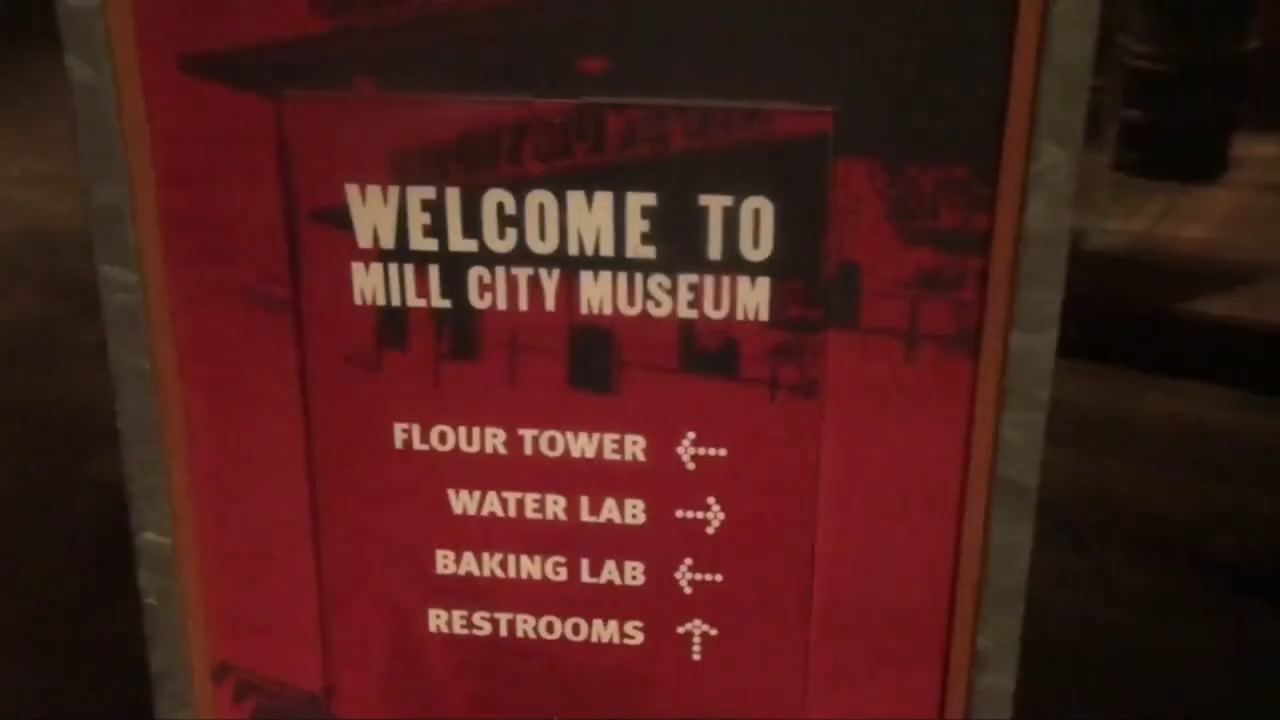 WELCOME TO
MILL CITY MUSEUM
FLOUR TOWER
WATER LAB
BAKING LAB
RESTROOMS